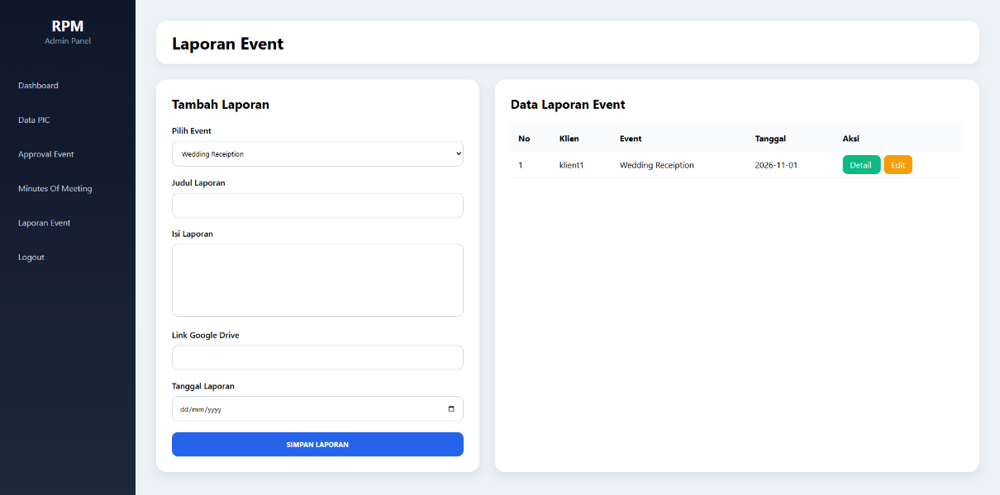 RPM
Admin Panel
Dashboard
Data PIC
Approval Event
Minutes Of Meeting
Laporan Event
Logout
Laporan Event
Tambah Laporan
Pilih Event
Wedding Receiption
Judul Laporan
Isi Laporan
Link Google Drive
Tanggal Laporan
dd/mm/yyyy
SIMPAN LAPORAN
Data Laporan Event
No Klien Event Tanggal Aksi
1 klient1 Wedding Receiption 2026-11-01 Detail Edit